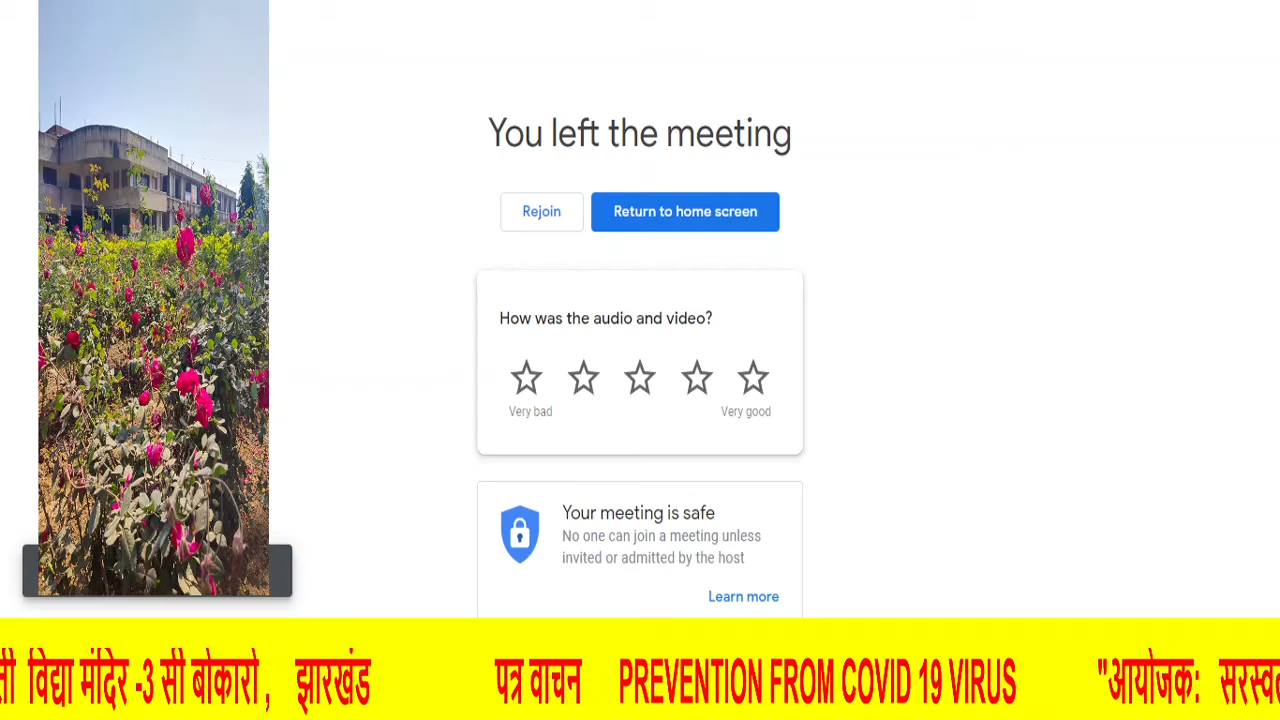 You left the meeting
Rejoin
Return to home screen
How was the audio and video?
Very bad
Very good
Your meeting is safe
No one can join a meeting unless
invited or admitted by the host
Learn more
विद्या मंदिर -3 सी बोकारो , झारखंड पत्र वाचन PREVENTION FROM COVID 19 VIRUS "आयोजक: